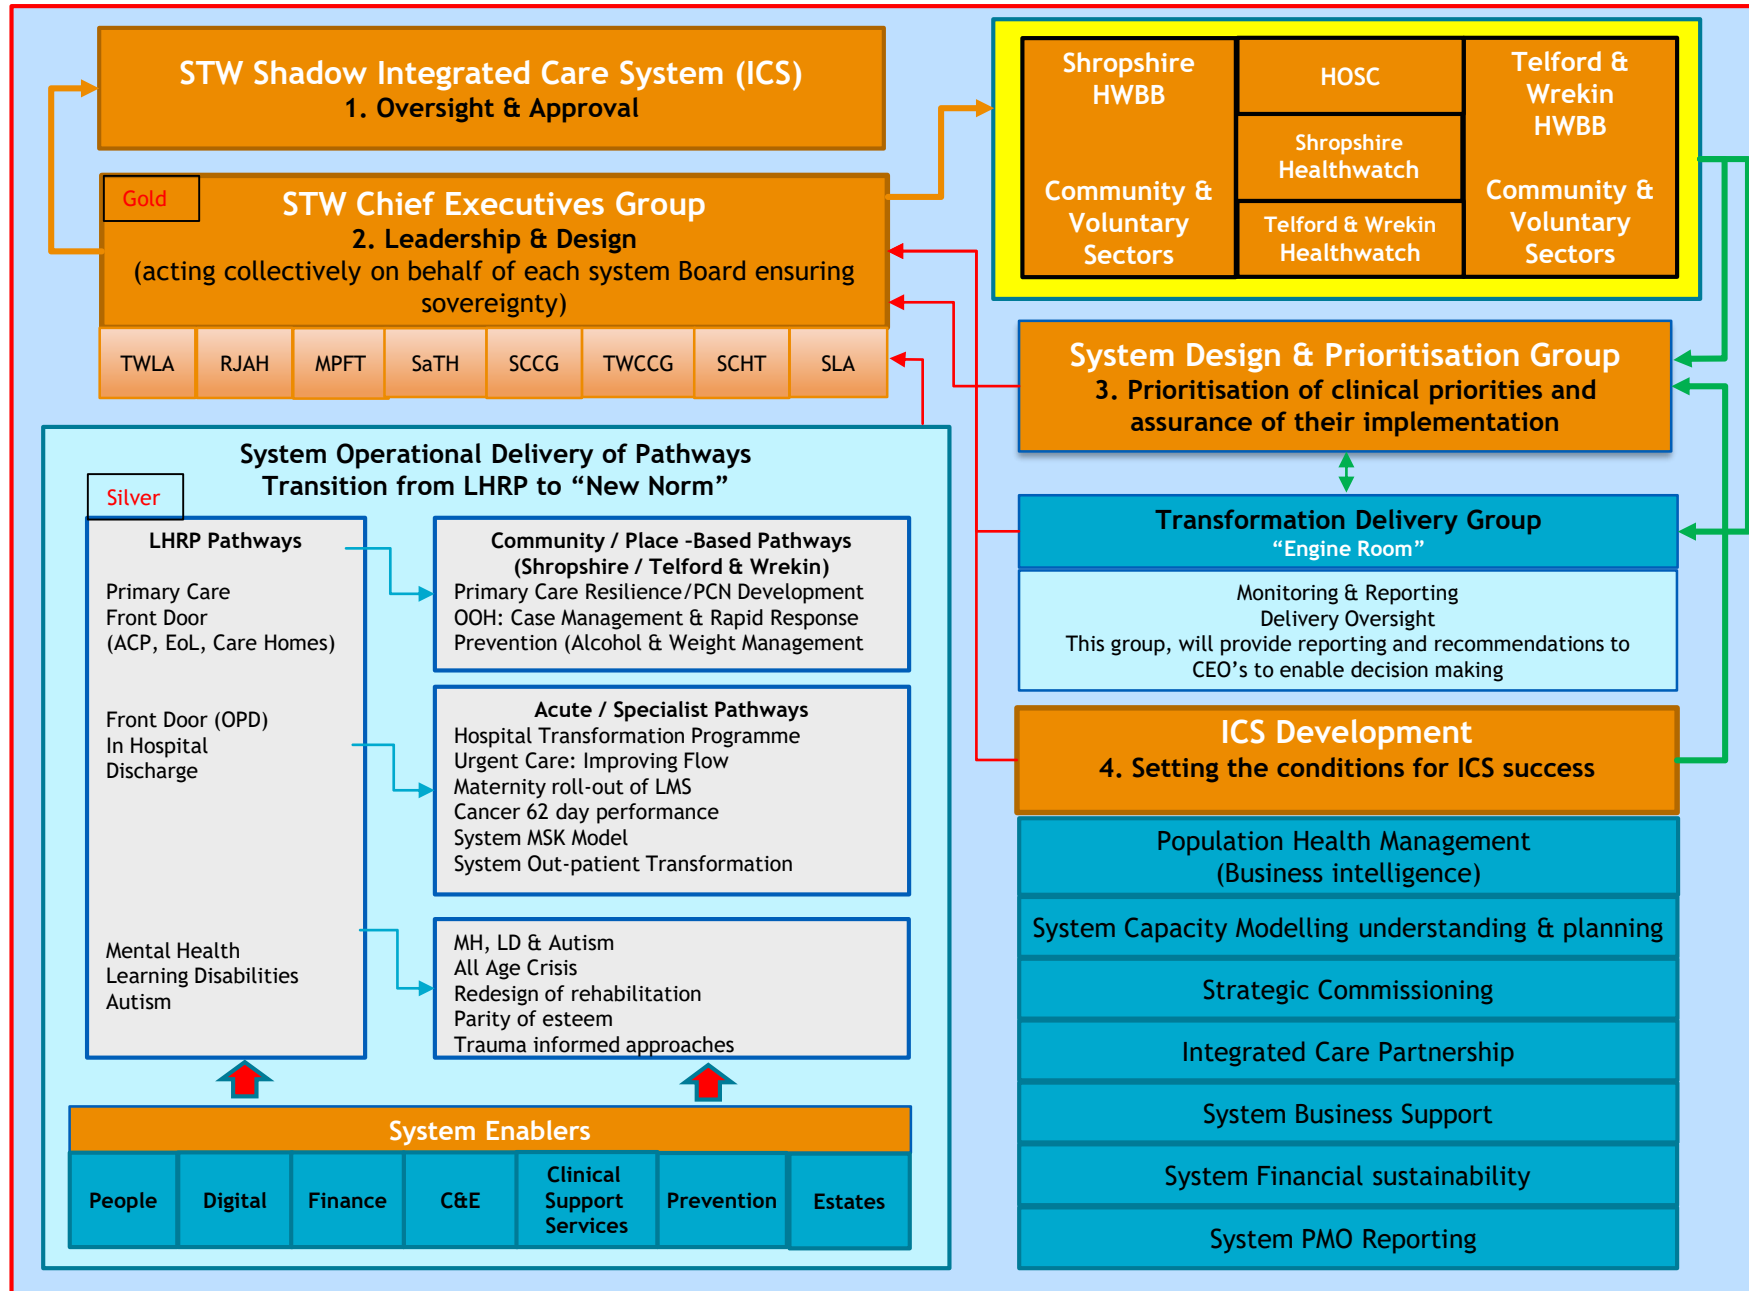 STW Shadow Integrated Care System (ICS)
1. Oversight & Approval
Gold
STW Chief Executives Group
2. Leadership & Design
(acting collectively on behalf of each system Board ensuring
sovereignty)
TWLA
RJAH
MPFT
SaTH
SCCG
TWCCG
SCHT
SLA
Shropshire
HWBB
Community &
Voluntary
Sectors
HOSC
Shropshire
Healthwatch
Telford & Wrekin
Healthwatch
Telford &
Wrekin
HWBB
Community &
Voluntary
Sectors
System Design & Prioritisation Group
3. Prioritisation of clinical priorities and
assurance of their implementation
Transformation Delivery Group
“Engine Room”
Monitoring & Reporting
Delivery Oversight
This group, will provide reporting and recommendations to
CEO’s to enable decision making
ICS Development
4. Setting the conditions for ICS success
Population Health Management
(Business intelligence)
System Capacity Modelling understanding & planning
Strategic Commissioning
Integrated Care Partnership
System Business Support
System Financial sustainability
System PMO Reporting
System Operational Delivery of Pathways
Transition from LHRP to “New Norm”
Silver
LHRP Pathways
Primary Care
Front Door
(ACP, EoL, Care Homes)
Front Door (OPD)
In Hospital
Discharge
Mental Health
Learning Disabilities
Autism
Community / Place -Based Pathways
(Shropshire / Telford & Wrekin)
Primary Care Resilience/PCN Development
OOH: Case Management & Rapid Response
Prevention (Alcohol & Weight Management
Acute / Specialist Pathways
Hospital Transformation Programme
Urgent Care: Improving Flow
Maternity roll-out of LMS
Cancer 62 day performance
System MSK Model
System Out-patient Transformation
MH, LD & Autism
All Age Crisis
Redesign of rehabilitation
Parity of esteem
Trauma informed approaches
System Enablers
People
Digital
Finance
C&E
Clinical
Support
Services
Prevention
Estates